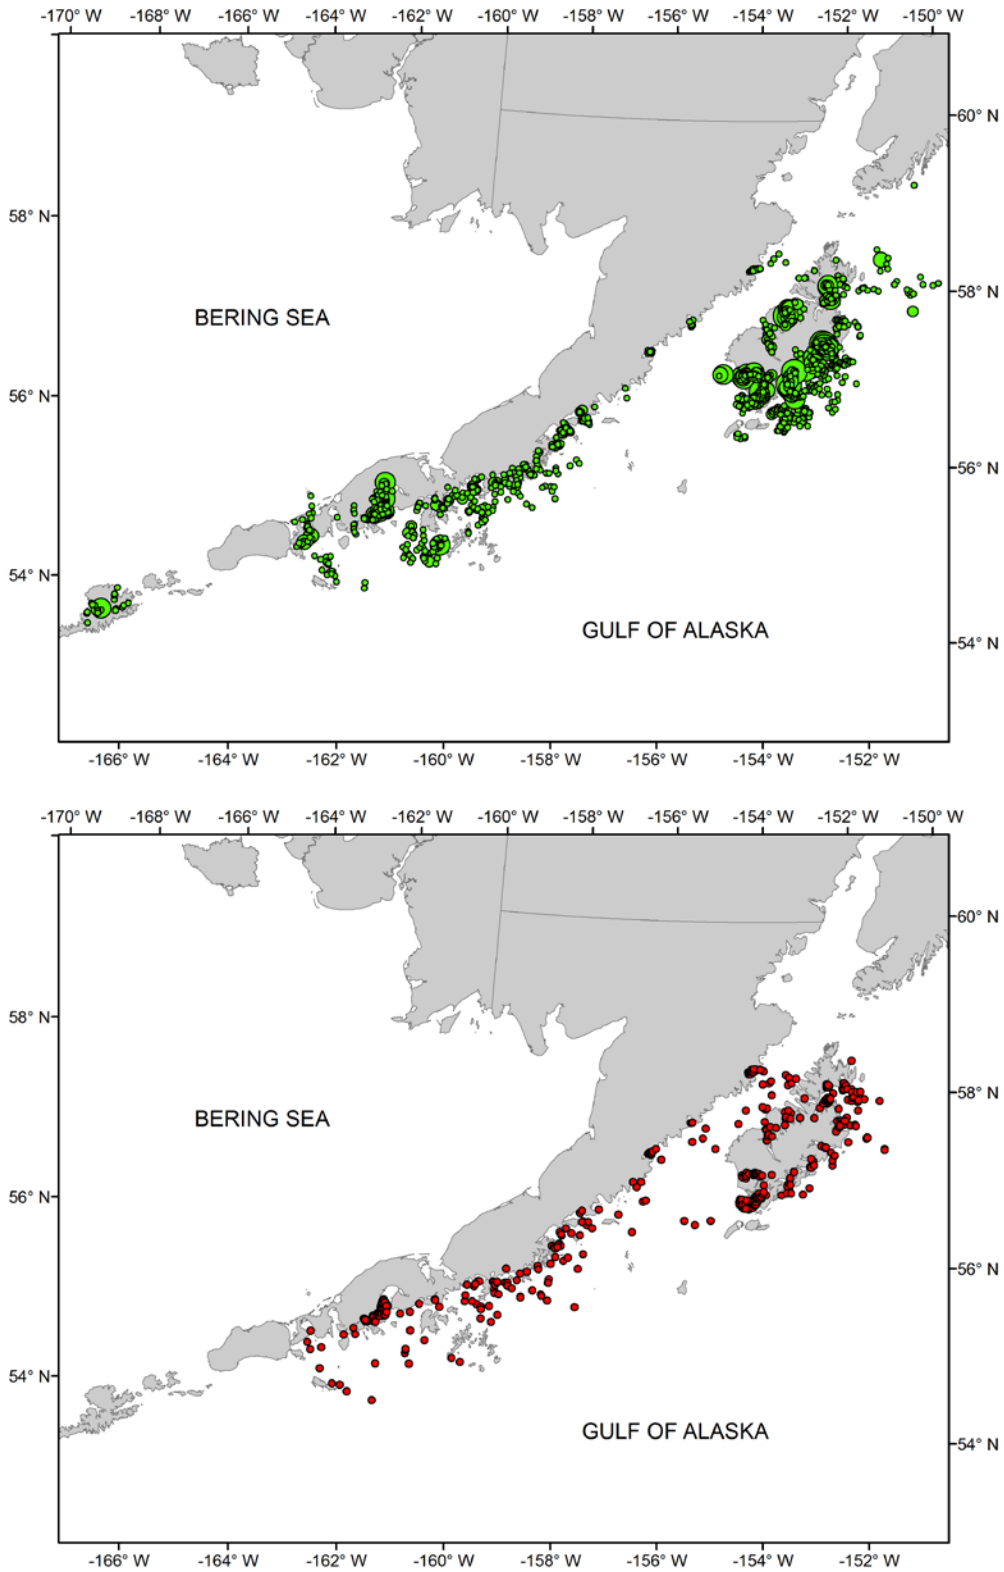 -170° W -168° W -166° W -164° W -162° W -160° W -158° W -156° W -154° W -152° W -150° W
60° N
58° N
BERING SEA
58° N
56° N
56° N
54° N
GULF OF ALASKA
54° N
-166° W -164° W -162° W -160° W -158° W -156° W -154° W -152° W
-170° W -168° W -166° W -164° W -162° W -160° W -158° W -156° W -154° W -152° W -150° W
60° N
58° N
58° N
BERING SEA
56° N
56° N
54° N
GULF OF ALASKA
54° N
-166° W -164° W -162° W -160° W -158° W -156° W -154° W -152° W